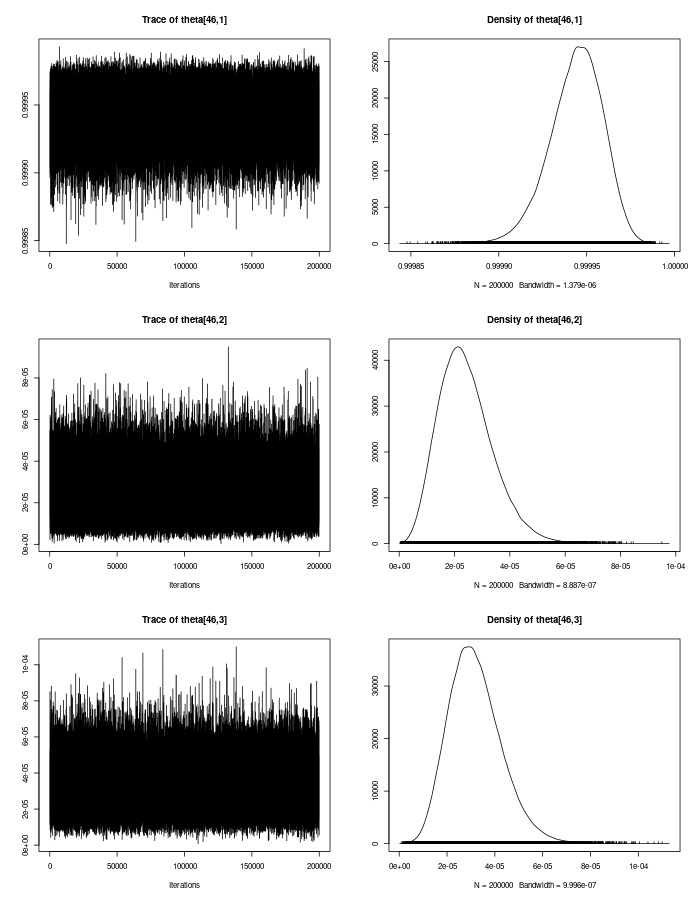 Trace of theta[46,1]
0.99985 0.99990 0.99995
0 50000 100000 150000 200000
Iterations
Density of theta[46,1]
0 5000 10000 15000 20000 25000
0.99985 0.99990 0.99995 1.00000
N = 200000 Bandwidth = 1.379e-06
Trace of theta[46,2]
0e+00 2e-05 4e-05 6e-05 8e-05
0 50000 100000 150000 200000
Iterations
Density of theta[46,2]
0 10000 20000 30000 40000
0e+00 2e-05 4e-05 6e-05 8e-05 1e-04
N = 200000 Bandwidth = 8.887e-07
Trace of theta[46,3]
0e+00 2e-05 4e-05 6e-05 8e-05 1e-04
0 50000 100000 150000 200000
Iterations
Density of theta[46,3]
0 10000 20000 30000
0e+00 2e-05 4e-05 6e-05 8e-05 1e-04
N = 200000 Bandwidth = 9.996e-07